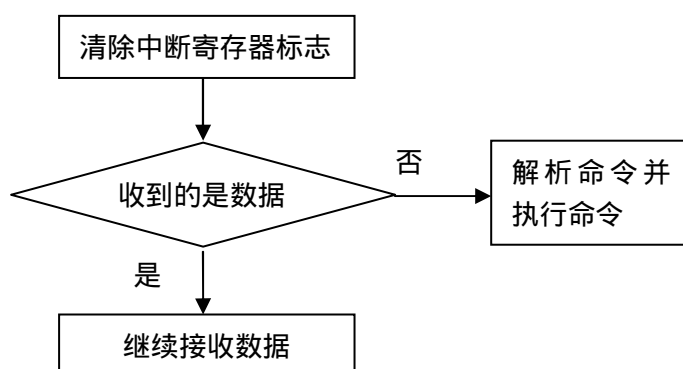 清除中断寄存器标志
否
收到的是数据
解析命令并
执行命令
是
继续接收数据